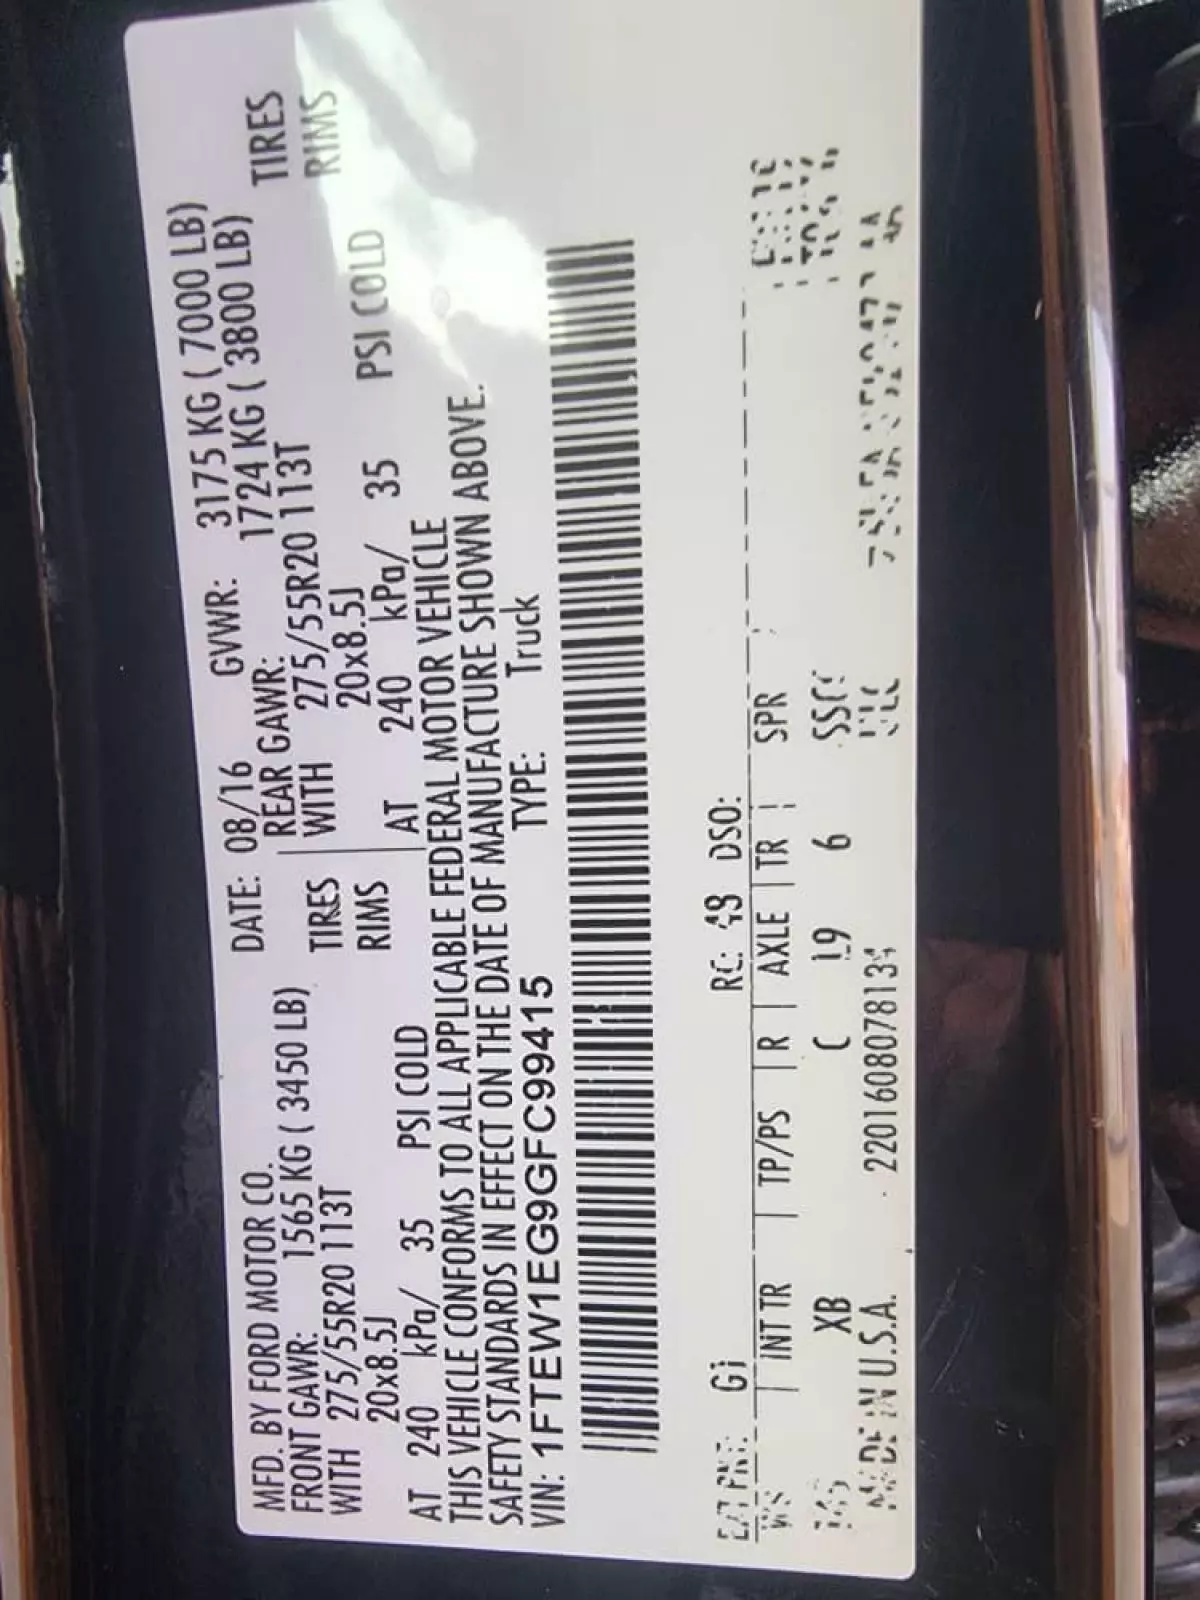 MFD. BY FORD MOTOR CO. DATE: 08/16 GVWR: 3175 KG ( 7000 LB)
FRONT GAWR: 1565 KG ( 3450 LB) REAR GAWR: 1724 KG ( 3800 LB)
WITH 275/55R20 113T TIRES WITH 275/55R20 113T TIRES
20x8.5J RIMS 20x8.5J RIMS
AT 240 kPa/ 35 PSI COLD AT 240 kPa/ 35 PSI COLD
THIS VEHICLE CONFORMS TO ALL APPLICABLE FEDERAL MOTOR VEHICLE
SAFETY STANDARDS IN EFFECT ON THE DATE OF MANUFACTURE SHOWN ABOVE.
VIN: 1FTEW1EG9GFC99415 TYPE: Truck
RC: 49 DSO:
INT TR TP/PS R AXLE TR SPR
XB C L9 6
MADE IN U.S.A.